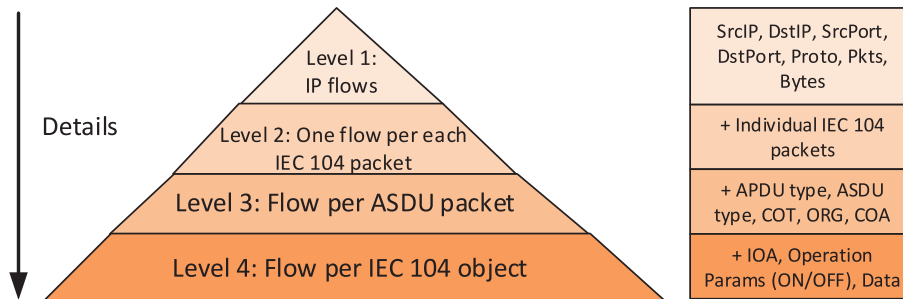 Details
Level 1:
IP flows
Level 2: One flow per each
IEC 104 packet
Level 3: Flow per ASDU packet
Level 4: Flow per IEC 104 object
SrcIP, DstIP, SrcPort,
DstPort, Proto, Pkts,
Bytes
+ Individual IEC 104
packets
+ APDU type, ASDU
type, COT, ORG, COA
+ IOA, Operation
Params (ON/OFF), Data